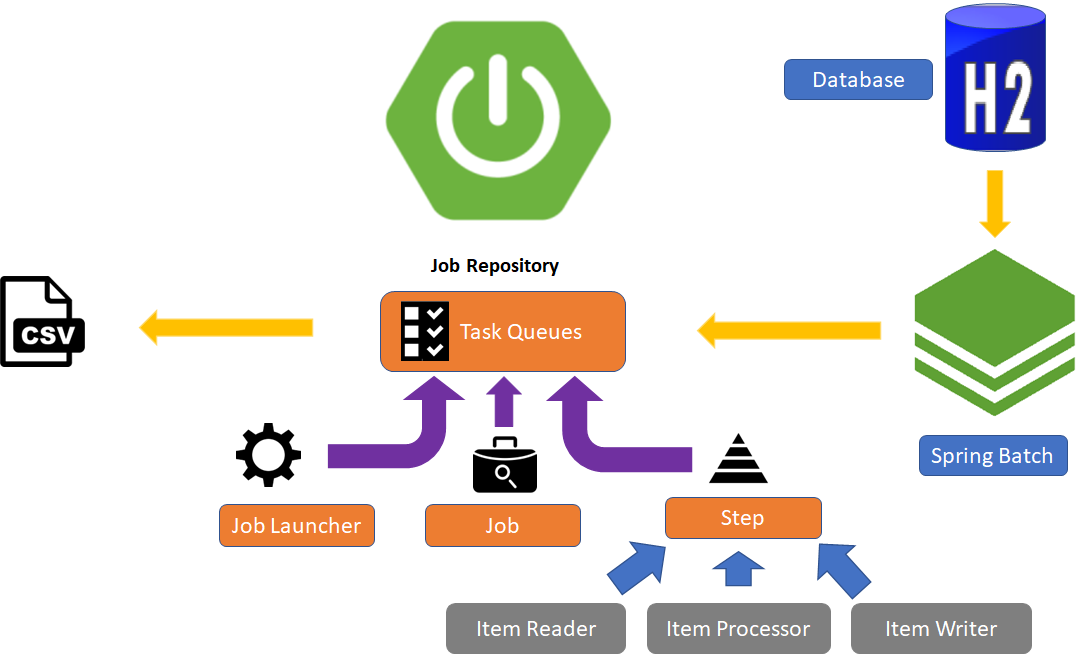 Database
H2
Job Repository
Task Queues
CSV
Spring Batch
Job Launcher
Job
Step
Item Reader
Item Processor
Item Writer